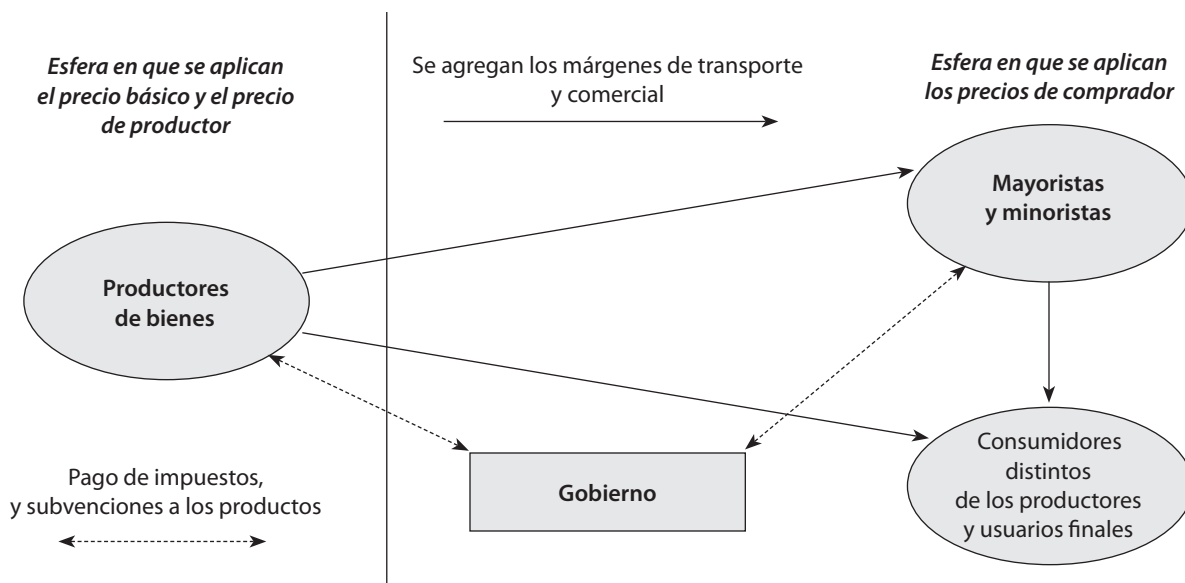 Esfera en que se aplican
el precio básico y el precio
de productor
Se agregan los márgenes de transporte
y comercial
Esfera en que se aplican
los precios de comprador
Mayoristas
y minoristas
Productores
de bienes
Pago de impuestos,
y subvenciones a los productos
Gobierno
Consumidores
distintos
de los productores
y usuarios finales